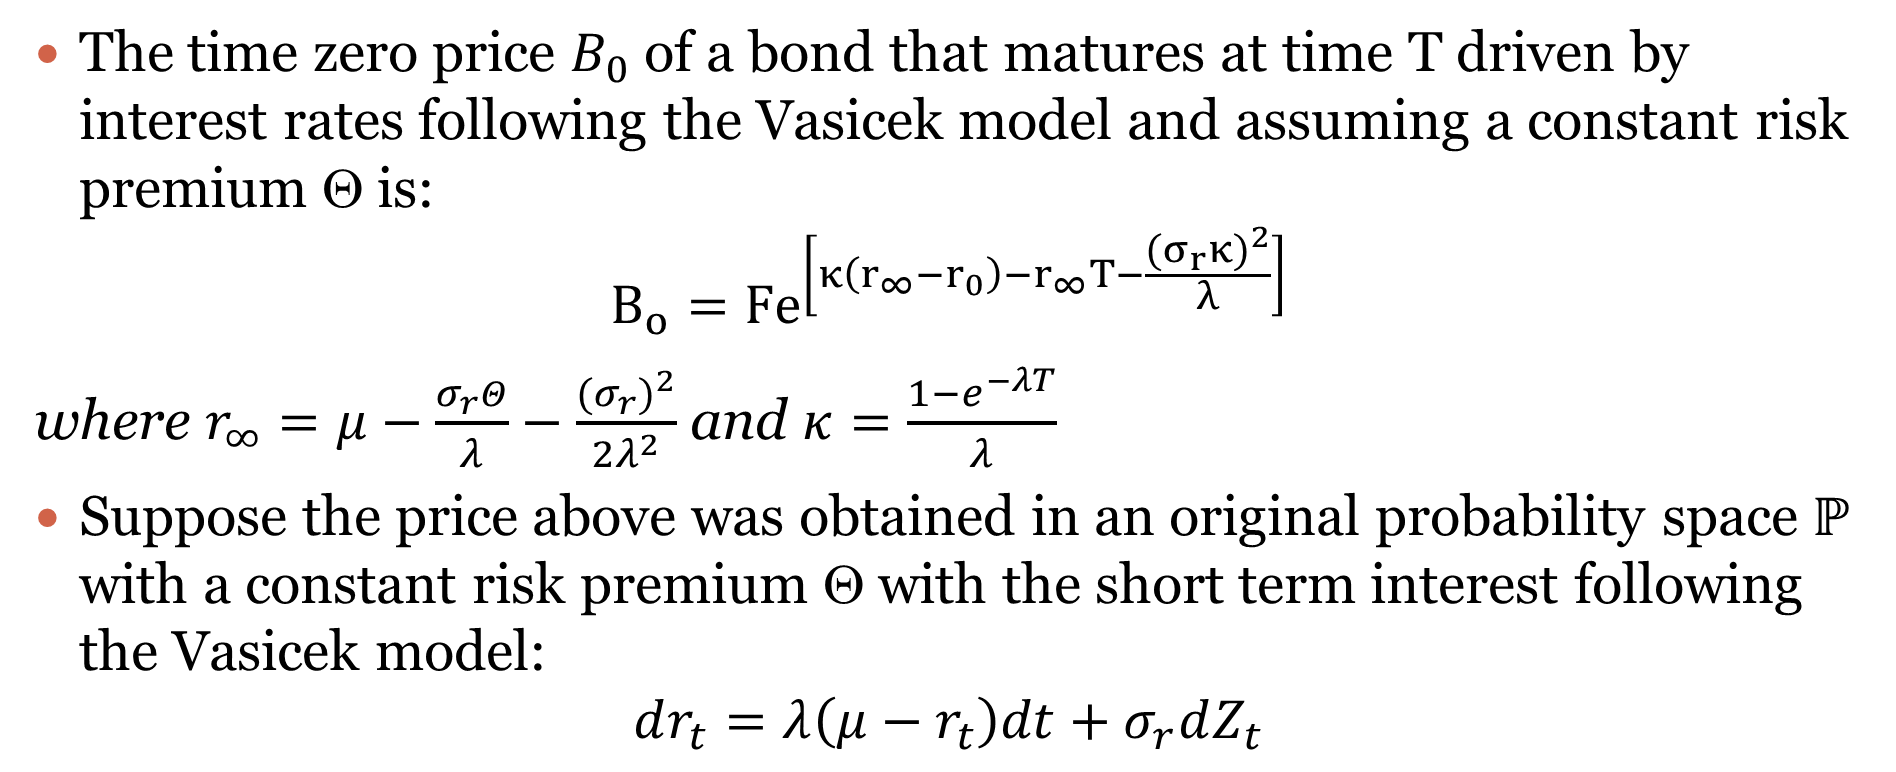 • The time zero price B₀ of a bond that matures at time T driven by
interest rates following the Vasicek model and assuming a constant risk
premium Θ is:
B₀ = Fe^[κ(r∞−r₀)−r∞T−(σᵣκ)²/λ]
where r∞ = μ − σᵣΘ/λ − (σᵣ)²/2λ² and κ = (1−e^−λT)/λ
• Suppose the price above was obtained in an original probability space ℙ
with a constant risk premium Θ with the short term interest following
the Vasicek model:
drₜ = λ(μ − rₜ)dt + σᵣdZₜ